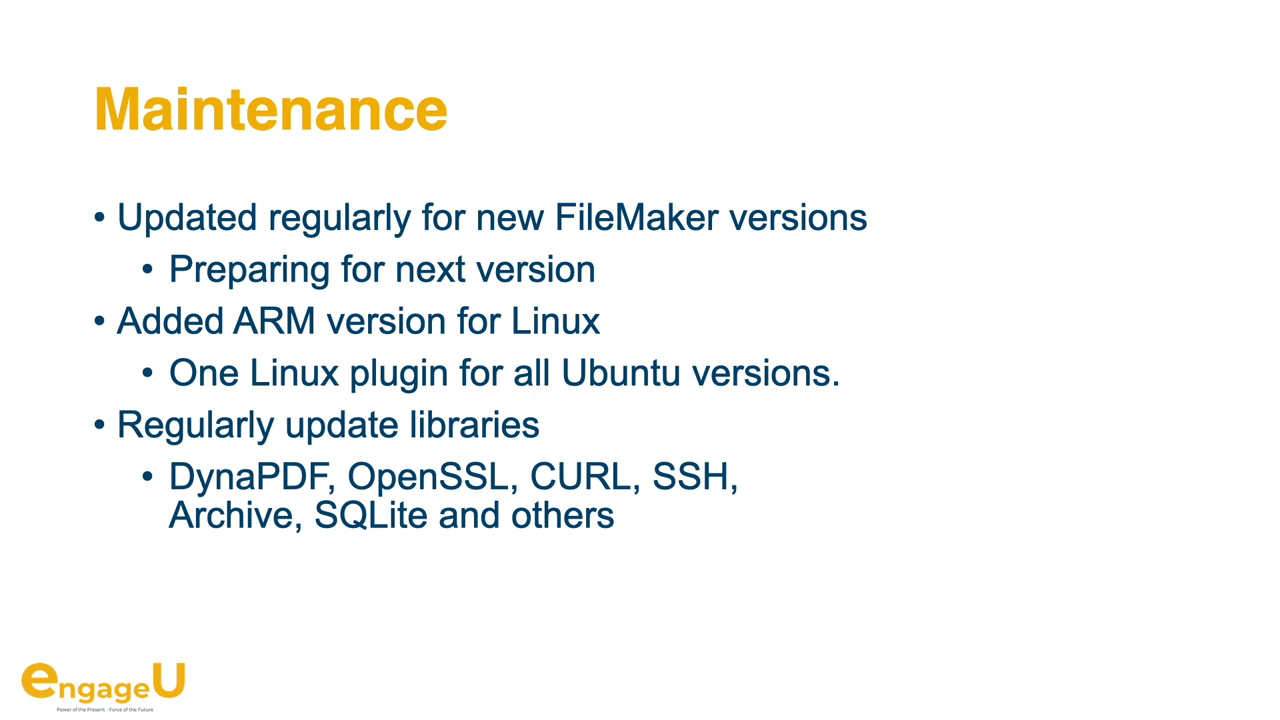 Maintenance
• Updated regularly for new FileMaker versions
• Preparing for next version
• Added ARM version for Linux
• One Linux plugin for all Ubuntu versions.
• Regularly update libraries
• DynaPDF, OpenSSL, CURL, SSH,
Archive, SQLite and others
engageU
Power of the Present - Force of the Future